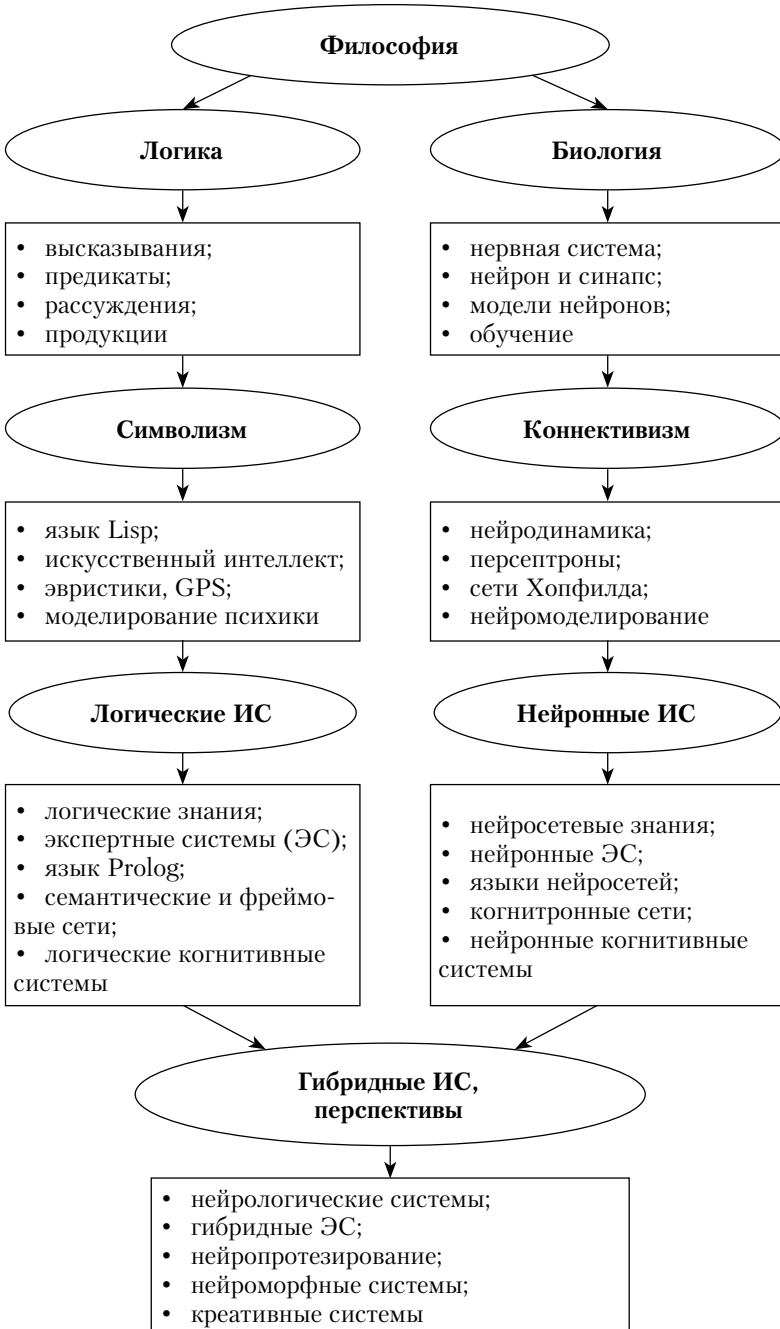 Философия
Логика
Биология
• высказывания;
• предикаты;
• рассуждения;
• продукции
• нервная система;
• нейрон и синапс;
• модели нейронов;
• обучение
Символизм
Коннективизм
• язык Lisp;
• искусственный интеллект;
• эвристики, GPS;
• моделирование психики
• нейродинамика;
• персептроны;
• сети Хопфилда;
• нейромоделирование
Логические ИС
Нейронные ИС
• логические знания;
• экспертные системы (ЭС);
• язык Prolog;
• семантические и фреймо-
вые сети;
• логические когнитивные
системы
• нейросетевые знания;
• нейронные ЭС;
• языки нейросетей;
• когнитронные сети;
• нейронные когнитивные
системы
Гибридные ИС,
перспективы
• нейрологические системы;
• гибридные ЭС;
• нейропротезирование;
• нейроморфные системы;
• креативные системы